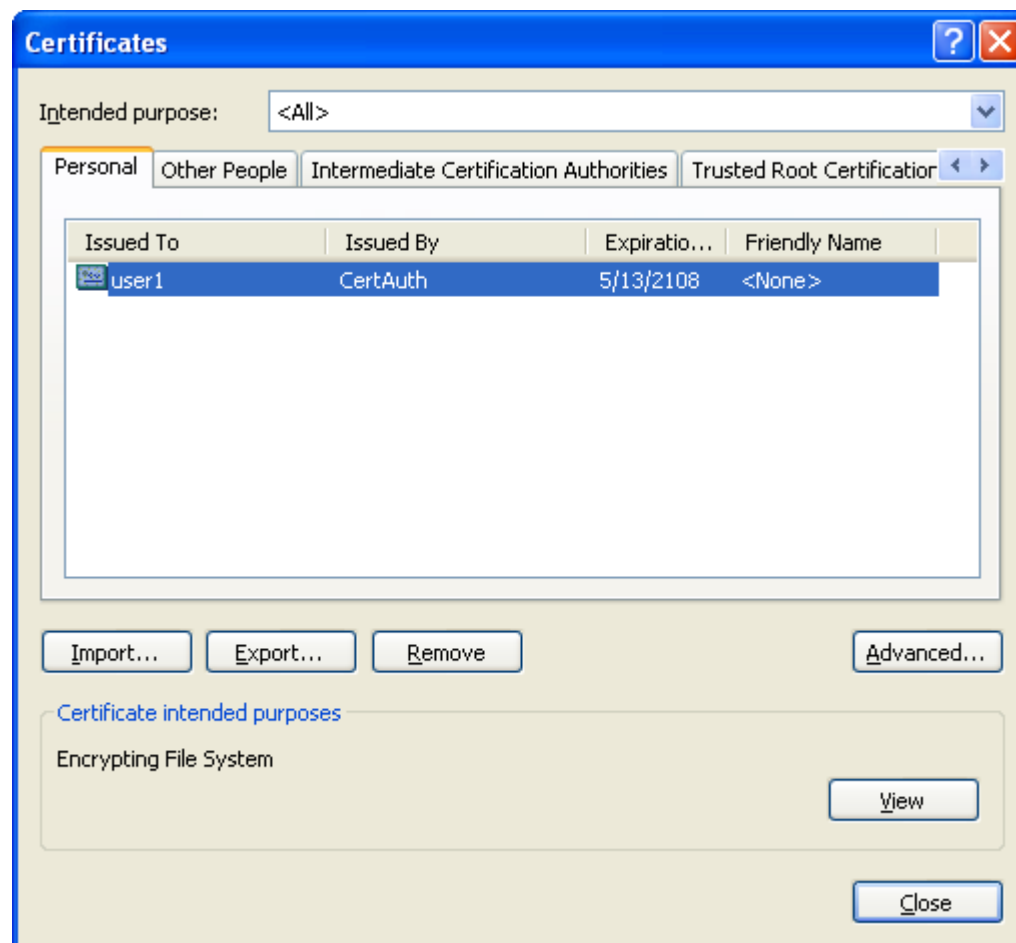 Certificates
Intended purpose: <All>
Personal Other People Intermediate Certification Authorities Trusted Root Certification
Issued To Issued By Expiratio... Friendly Name
user1 CertAuth 5/13/2108 <None>
Import... Export... Remove Advanced...
Certificate intended purposes
Encrypting File System
View
Close